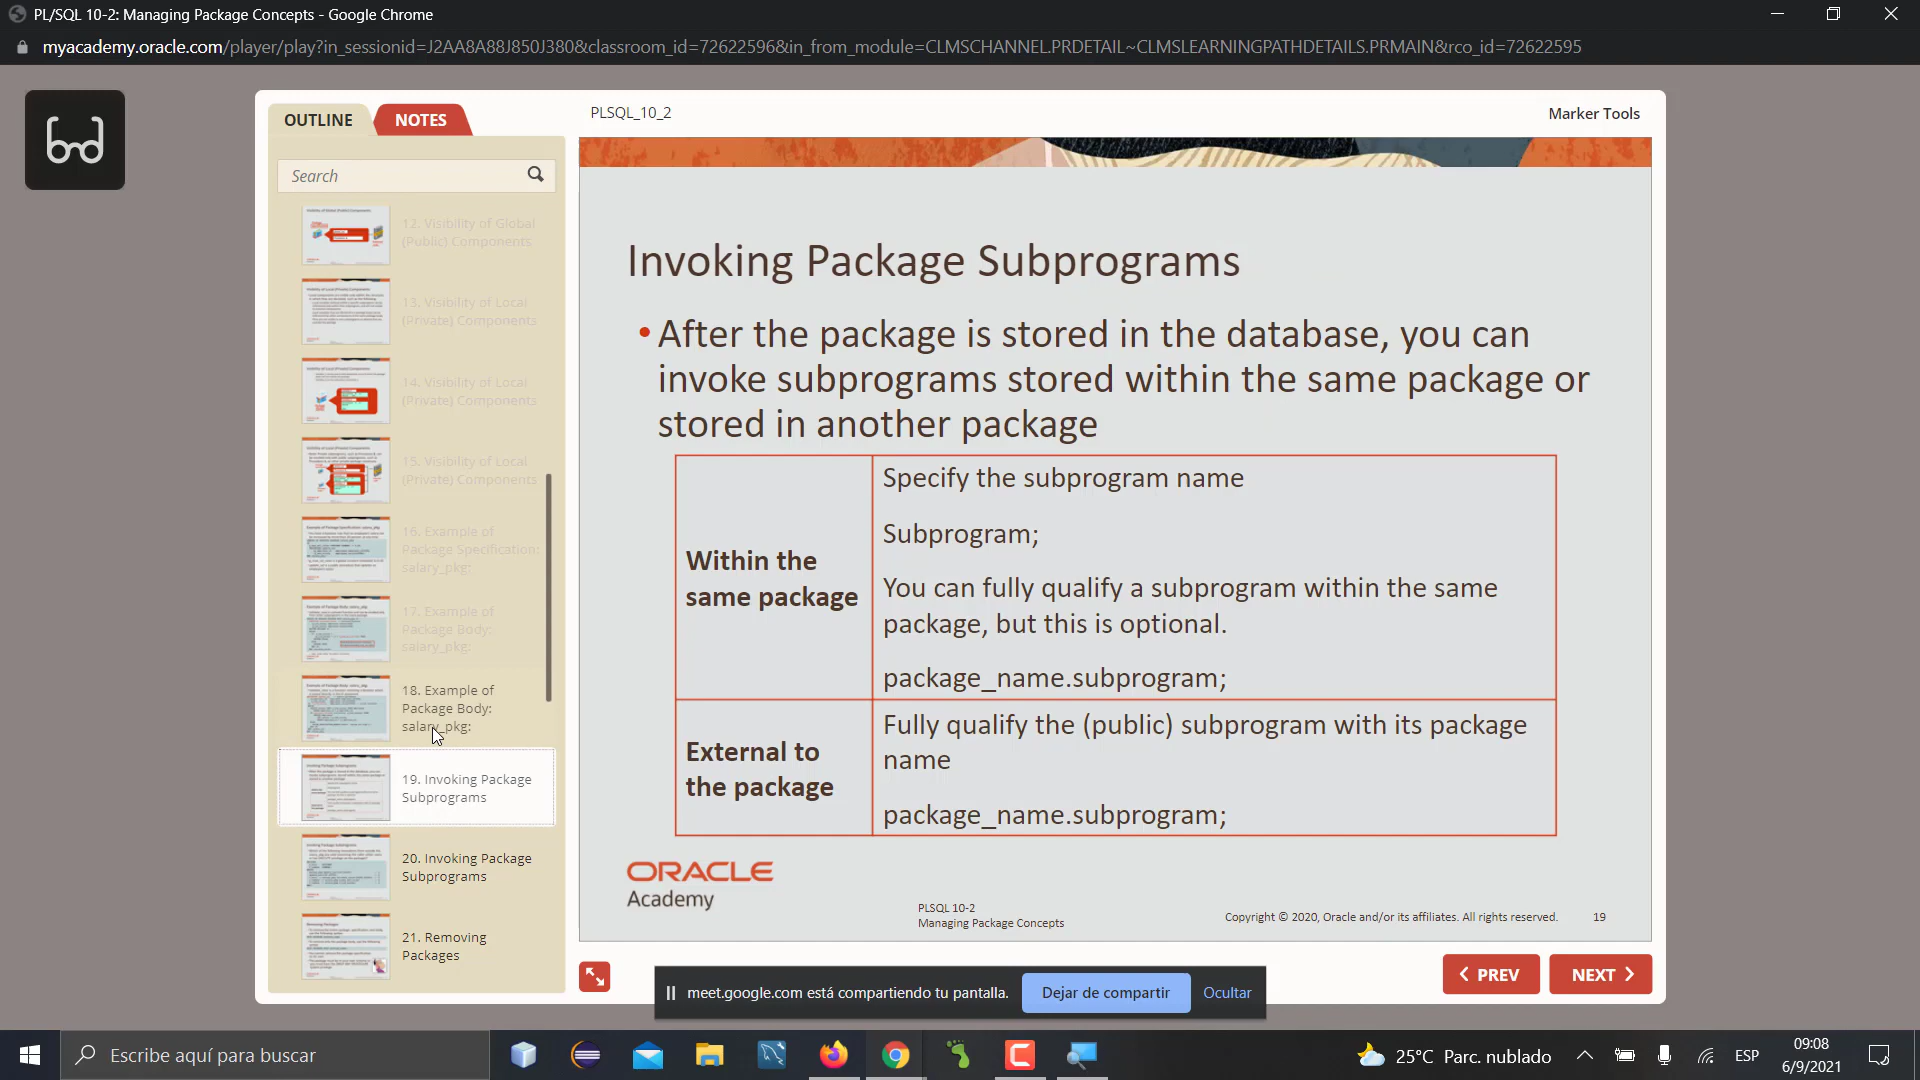 PL/SQL 10-2: Managing Package Concepts - Google Chrome
myacademy.oracle.com/player/play?in_sessionid=J2AA8A88J850J380&classroom_id=72622596&in_from_module=CLMSCHANNEL.PRDETAIL~CLMSLEARNINGPATHDETAILS.PRMAIN&rco_id=72622595
OUTLINE
NOTES
PLSQL_10_2
Marker Tools
Search
12. Visibility of Global
(Public) Components
13. Visibility of Local
(Private) Components
14. Visibility of Local
(Private) Components
15. Visibility of Local
(Private) Components
16. Example of
Package Specification:
salary_pkg:
17. Example of
Package Body:
salary_pkg:
18. Example of
Package Body:
salary_pkg:
19. Invoking Package
Subprograms
20. Invoking Package
Subprograms
21. Removing
Packages
Invoking Package Subprograms
• After the package is stored in the database, you can
invoke subprograms stored within the same package or
stored in another package
Within the
same package
Specify the subprogram name
Subprogram;
You can fully qualify a subprogram within the same
package, but this is optional.
package_name.subprogram;
External to
the package
Fully qualify the (public) subprogram with its package
name
package_name.subprogram;
ORACLE
Academy
PLSQL 10-2
Managing Package Concepts
Copyright © 2020, Oracle and/or its affiliates. All rights reserved.
19
PREV
NEXT
meet.google.com está compartiendo tu pantalla.
Dejar de compartir
Ocultar
Escribe aquí para buscar
25°C Parc. nublado
ESP
09:08
6/9/2021